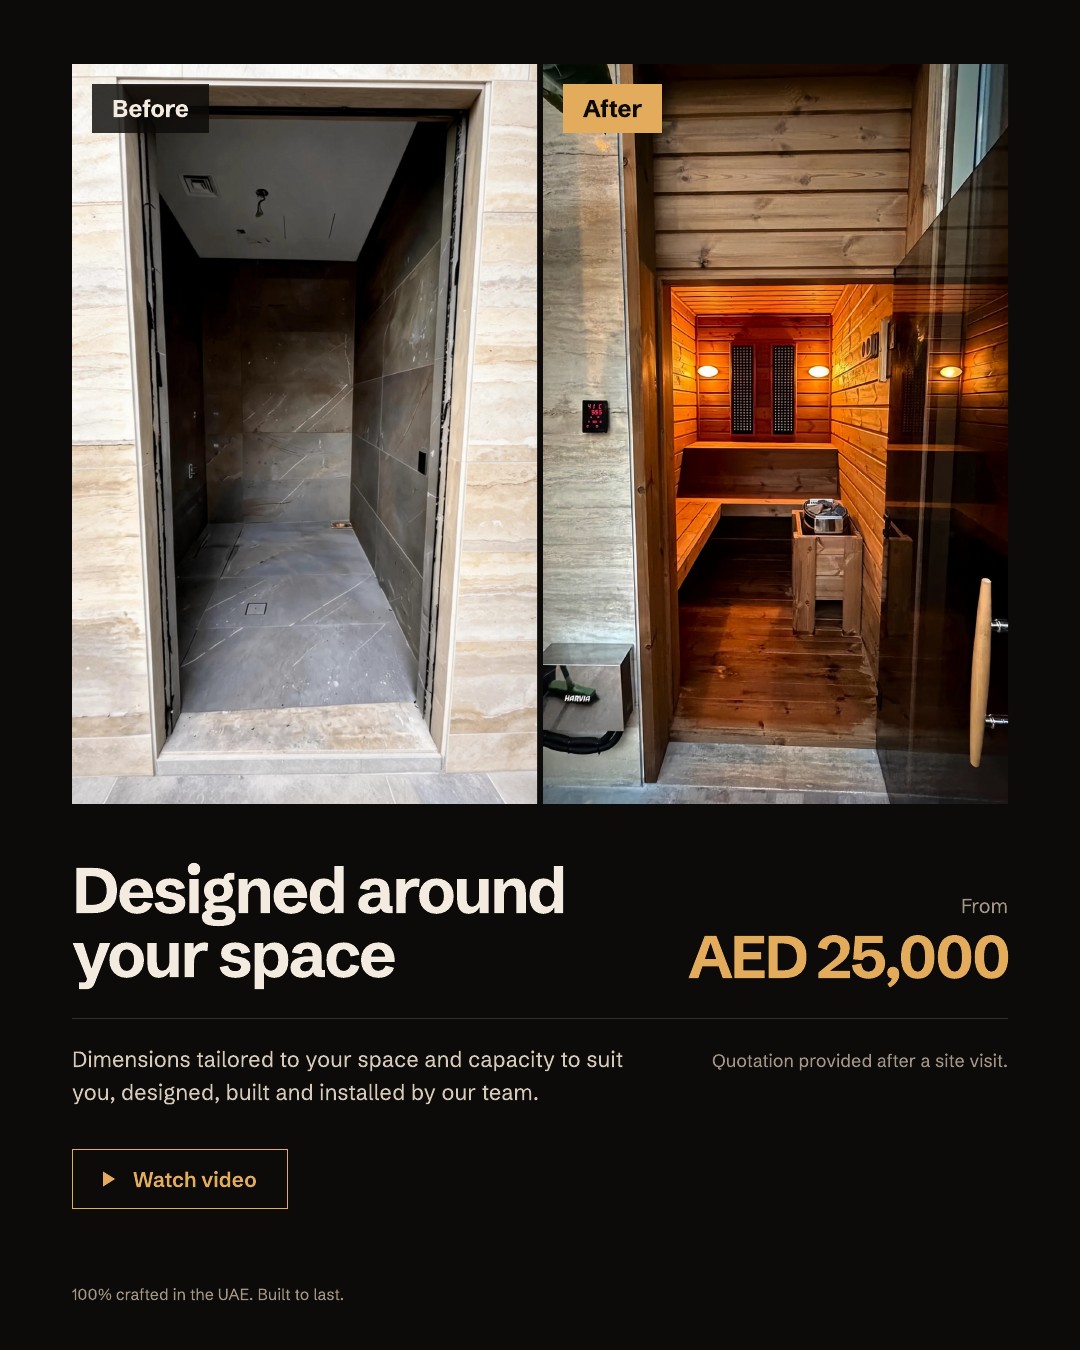 Before
After
HARVIA
Designed around
your space
From
AED 25,000
Dimensions tailored to your space and capacity to suit
you, designed, built and installed by our team.
Quotation provided after a site visit.
Watch video
100% crafted in the UAE. Built to last.